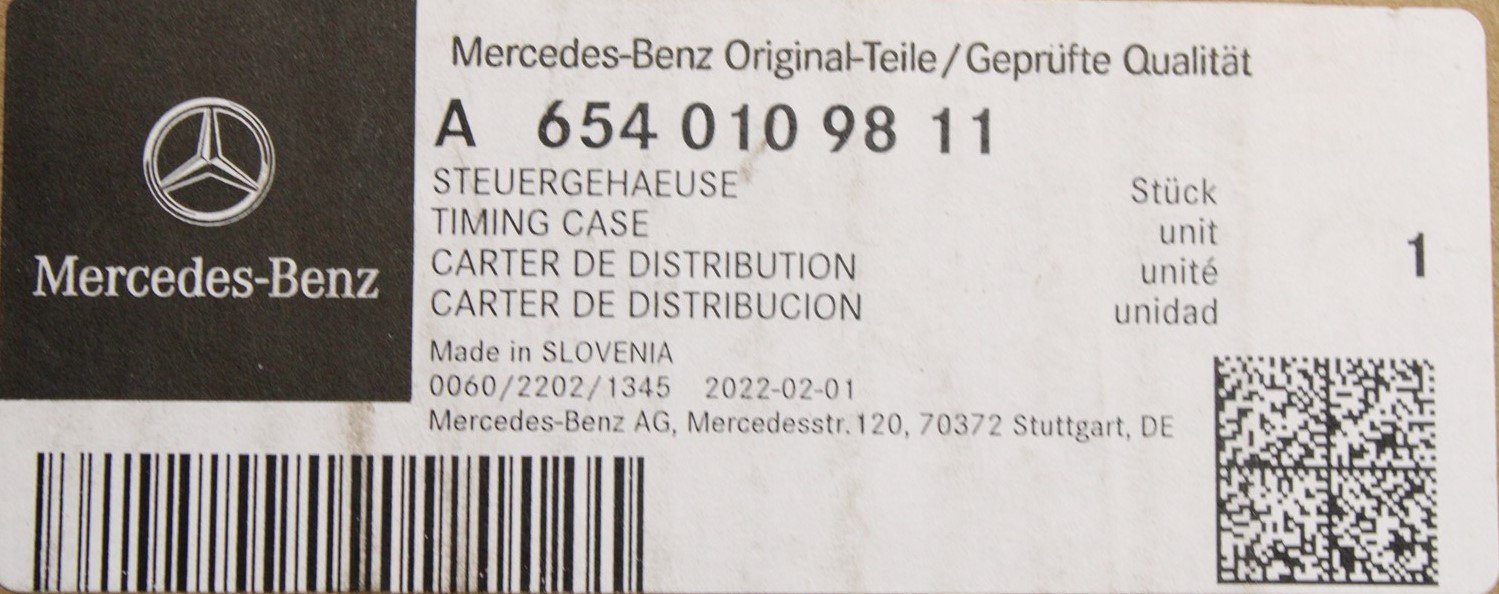 Mercedes-Benz Original-Teile/Geprüfte Qualität
A 654 010 98 11
STEUERGEHAEUSE Stück
TIMING CASE unit
CARTER DE DISTRIBUTION unité
CARTER DE DISTRIBUCION unidad
1
Mercedes-Benz
Made in SLOVENIA
0060/2202/1345 2022-02-01
Mercedes-Benz AG, Mercedesstr.120, 70372 Stuttgart, DE